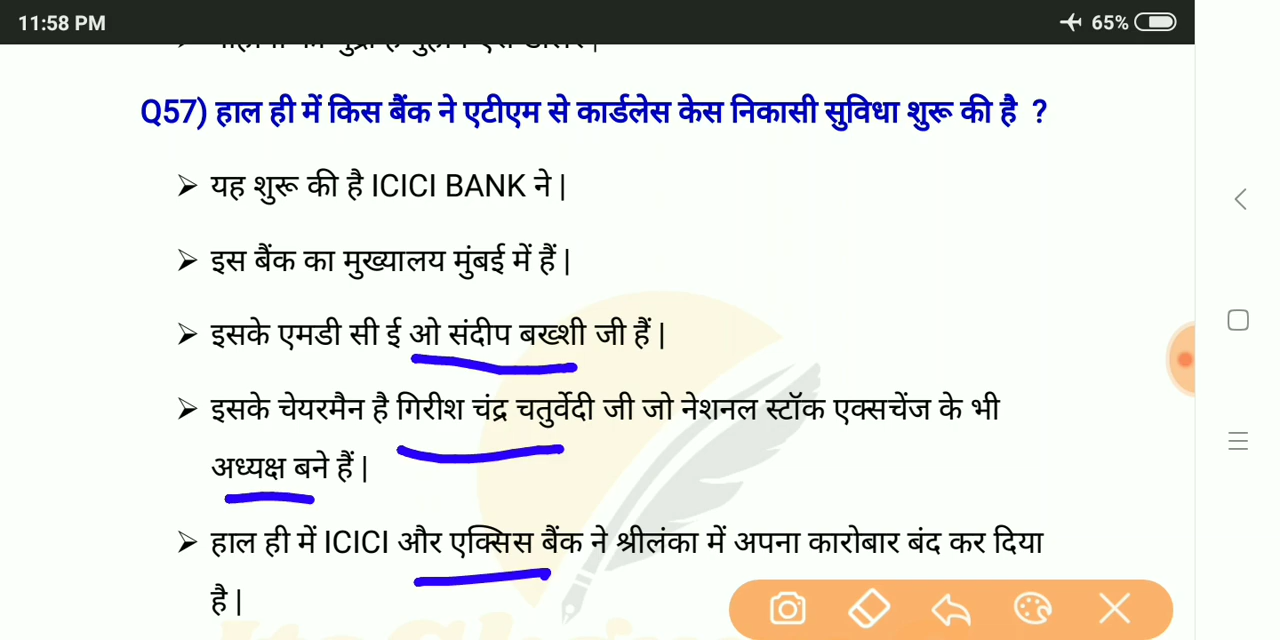 11:58 PM
65%
Q57) हाल ही में किस बैंक ने एटीएम से कार्डलेस केस निकासी सुविधा शुरू की है ?
➢ यह शुरू की है ICICI BANK ने |
➢ इस बैंक का मुख्यालय मुंबई में हैं |
➢ इसके एमडी सी ई ओ संदीप बख्शी जी हैं |
➢ इसके चेयरमैन है गिरीश चंद्र चतुर्वेदी जी जो नेशनल स्टॉक एक्सचेंज के भी
अध्यक्ष बने हैं |
➢ हाल ही में ICICI और एक्सिस बैंक ने श्रीलंका में अपना कारोबार बंद कर दिया
है |